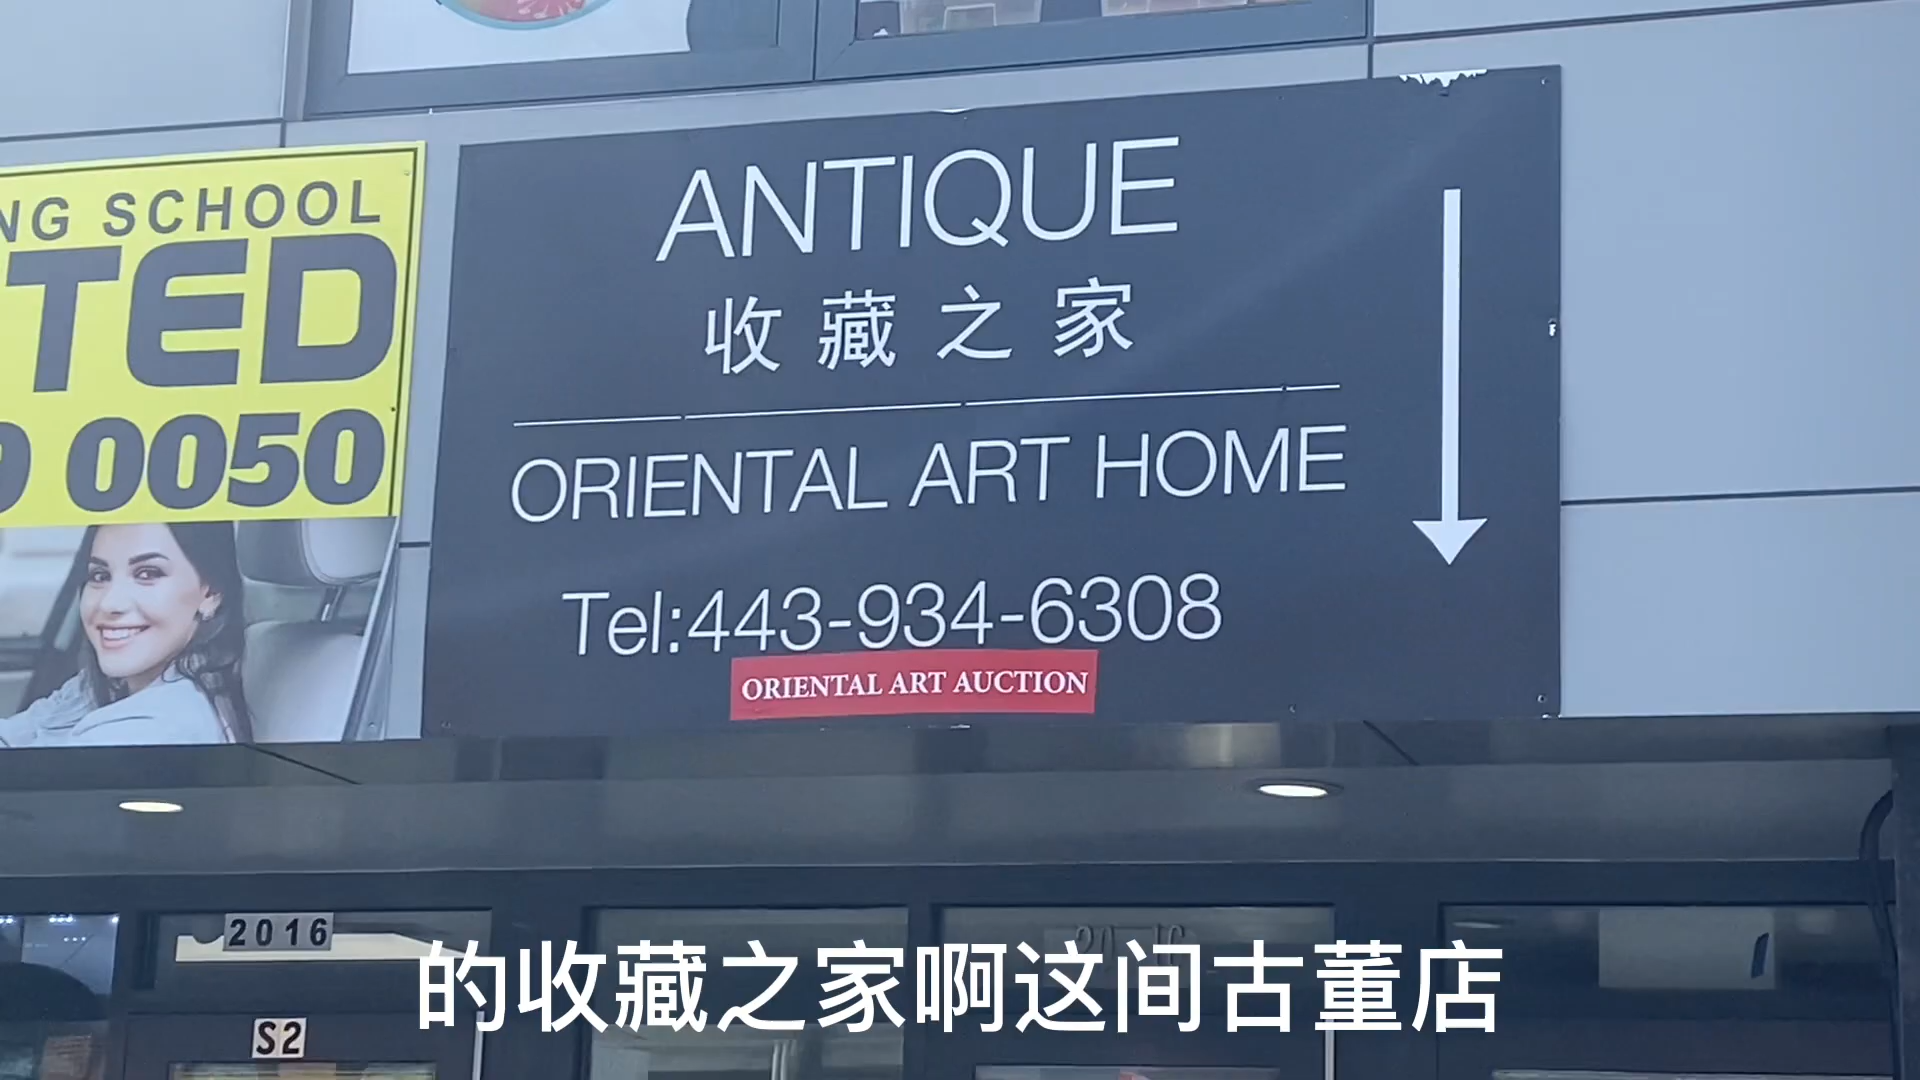 NG SCHOOL
TED
0050
ANTIQUE
收藏之家
ORIENTAL ART HOME
Tel:443-934-6308
ORIENTAL ART AUCTION
2016
S2
的收藏之家啊这间古董店